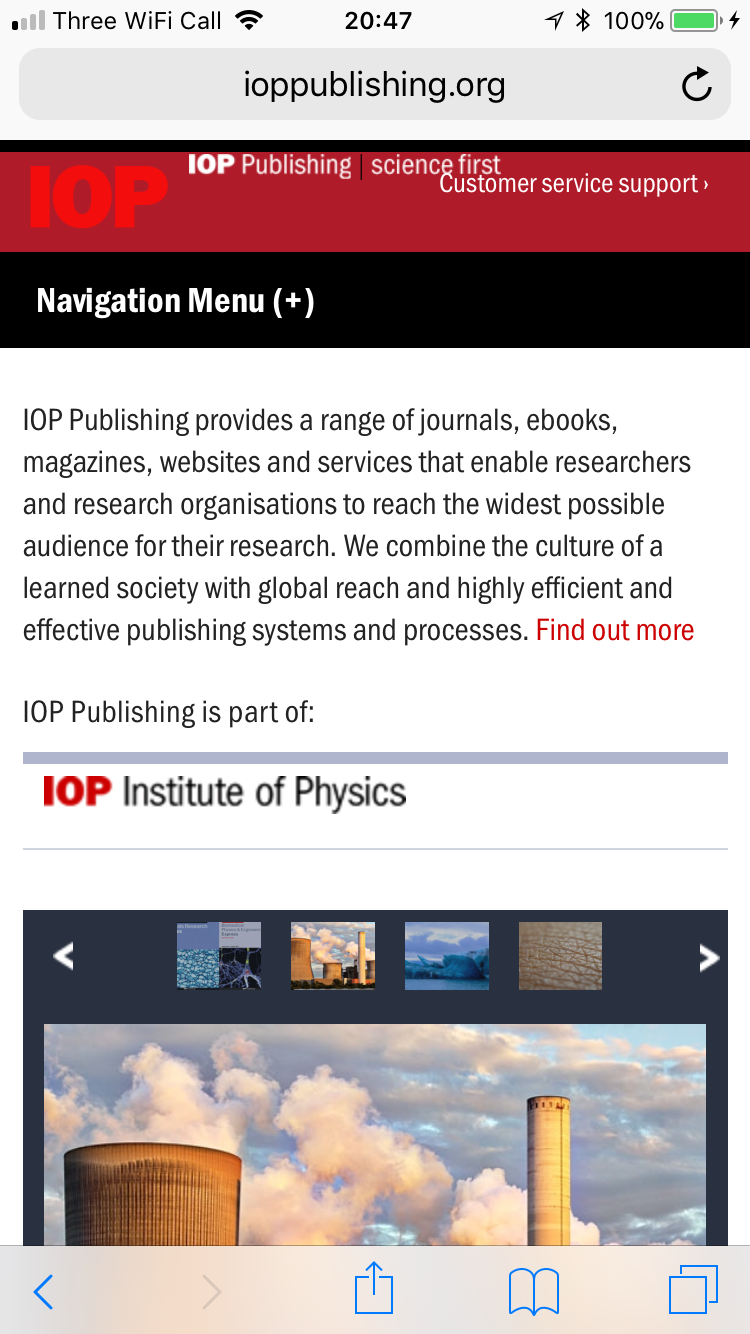 Three WiFi Call 20:47 100%
ioppublishing.org
IOP IOP Publishing | science first
Customer service support ›
Navigation Menu (+)
IOP Publishing provides a range of journals, ebooks,
magazines, websites and services that enable researchers
and research organisations to reach the widest possible
audience for their research. We combine the culture of a
learned society with global reach and highly efficient and
effective publishing systems and processes. Find out more
IOP Publishing is part of:
IOP Institute of Physics